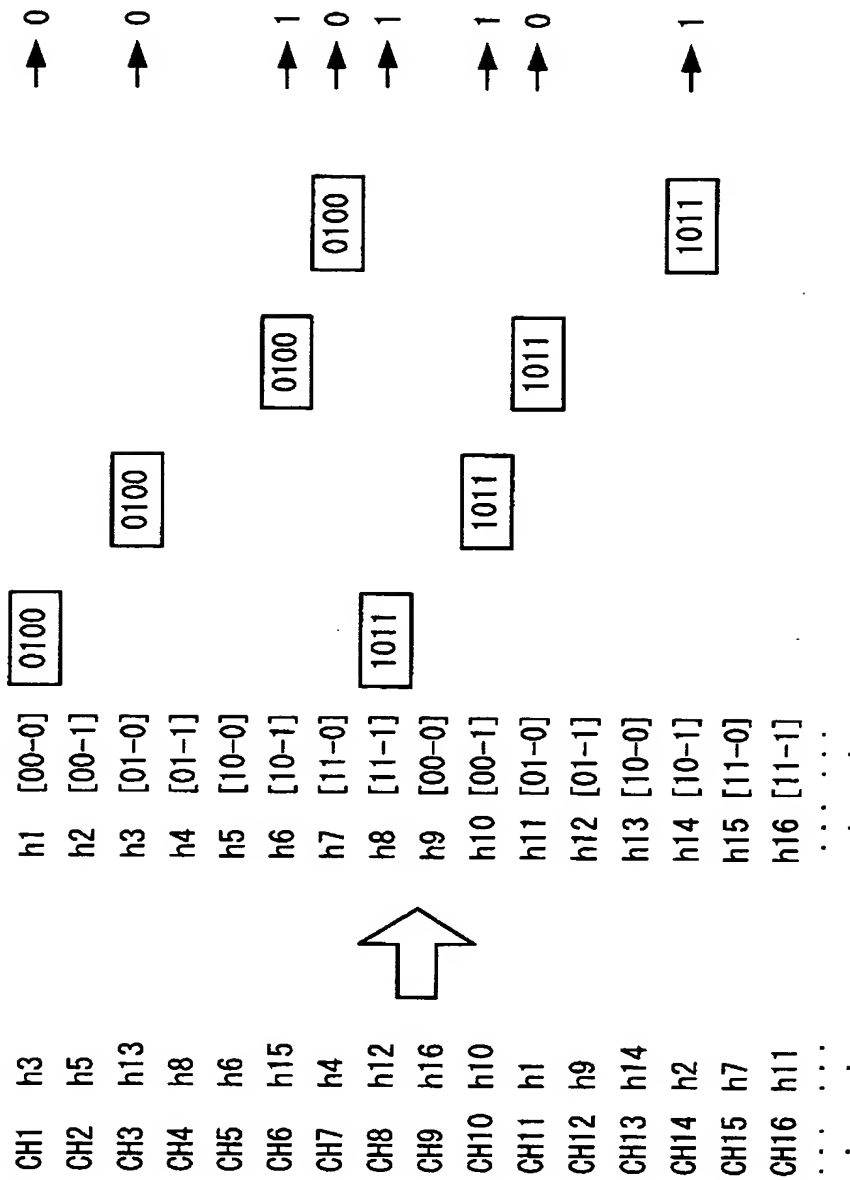 CH1 h3 h1 [00-0] 0100 → 0
CH2 h5 h2 [00-1]
CH3 h13 h3 [01-0] 0100 → 0
CH4 h8 h4 [01-1]
CH5 h6 h5 [10-0]
CH6 h15 h6 [10-1] 0100 → 1
CH7 h4 h7 [11-0] 0100 → 0
CH8 h12 h8 [11-1] 1011 → 1
CH9 h16 h9 [00-0]
CH10 h10 h10 [00-1] 1011 → 1
CH11 h1 h11 [01-0] 1011 → 0
CH12 h9 h12 [01-1]
CH13 h14 h13 [10-0]
CH14 h2 h14 [10-1] 1011 → 1
CH15 h7 h15 [11-0]
CH16 h11 h16 [11-1]
... ... ... ...